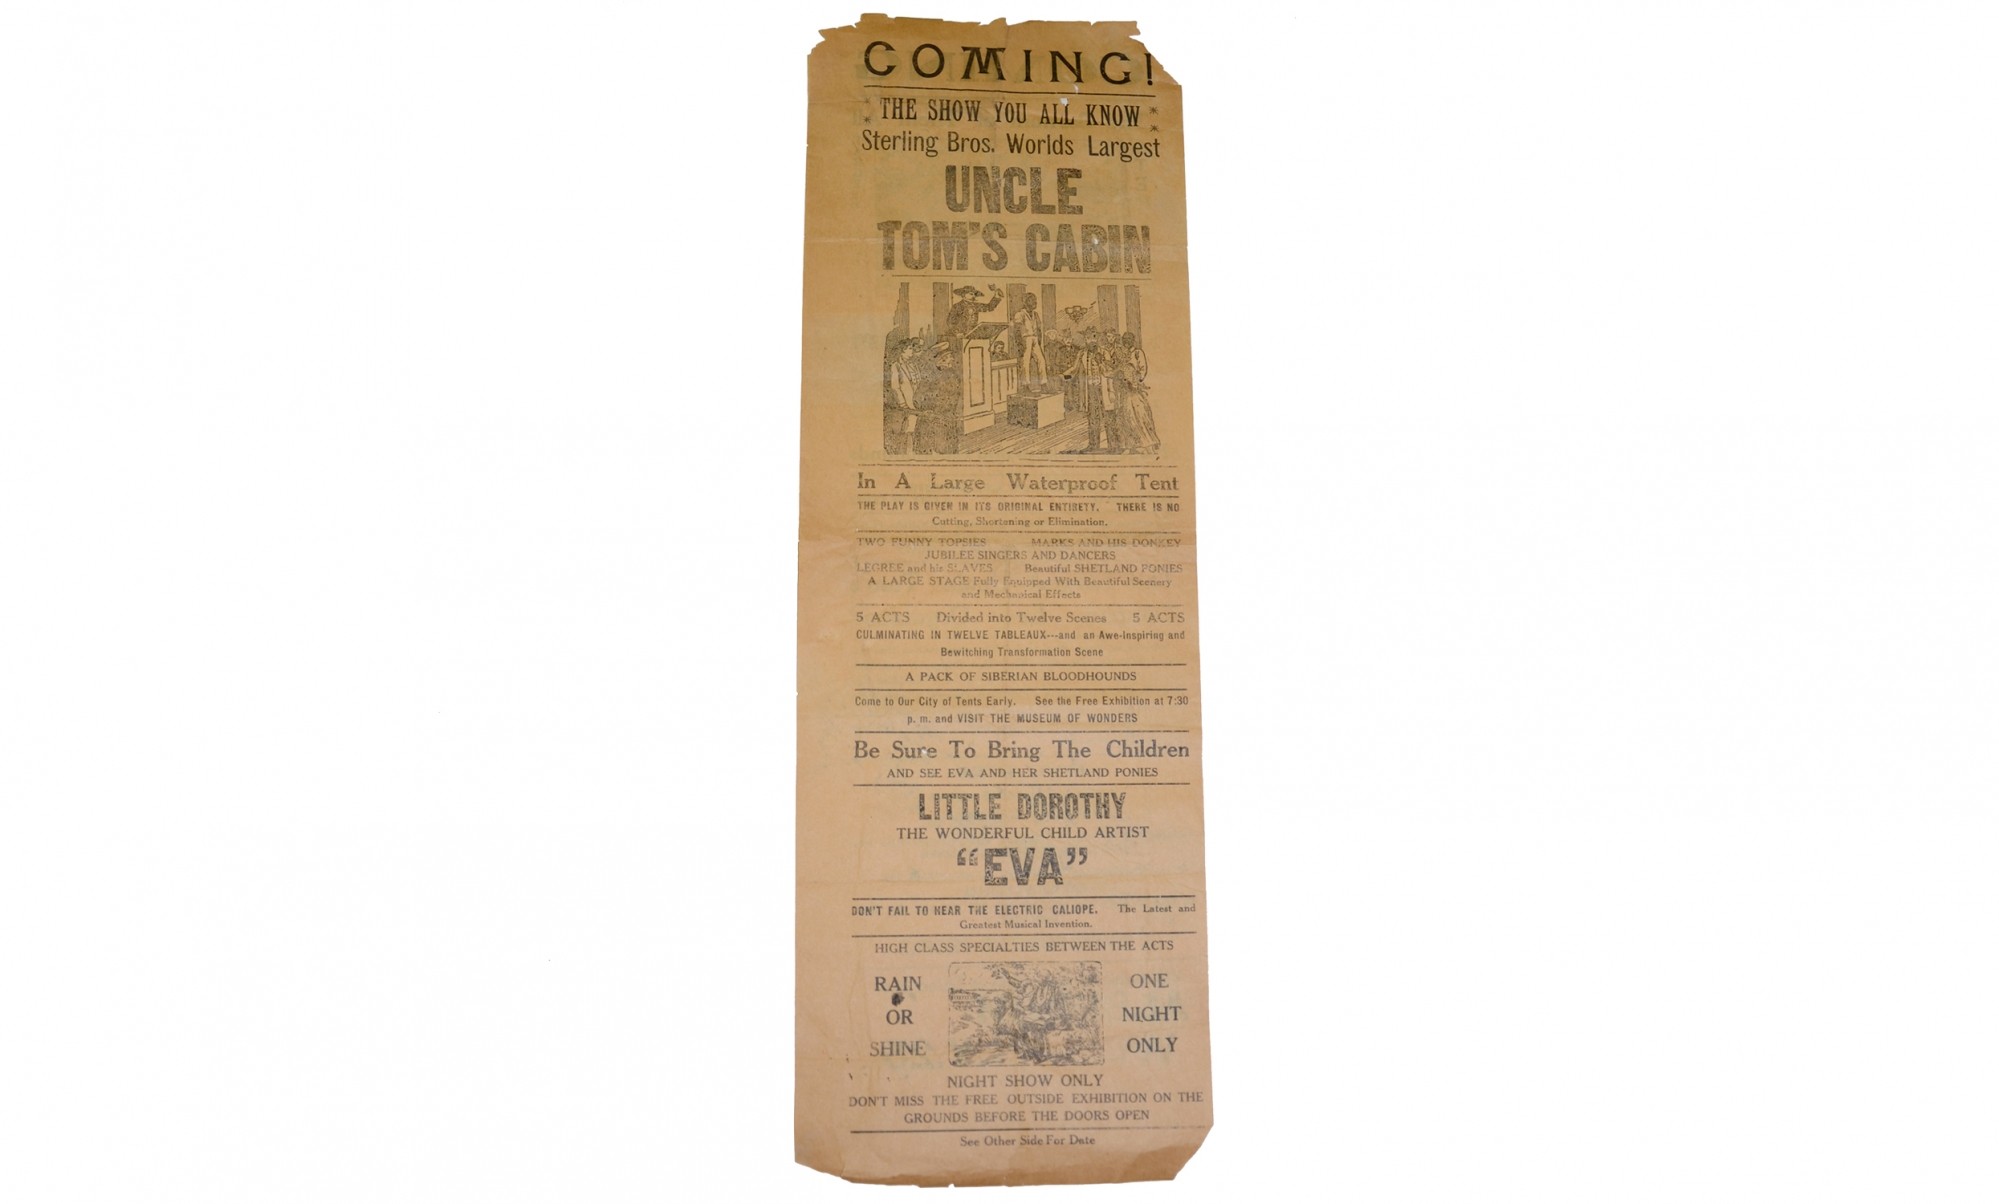 COMING!
THE SHOW YOU ALL KNOW
Sterling Bros. Worlds Largest
UNCLE
TOM'S CABIN
In A Large Waterproof Tent
THE PLAY IS GIVEN IN ITS ORIGINAL ENTIRETY. THERE IS NO
Cutting, Shortening or Elimination.
TWO FUNNY TOPSIES MARKS AND HIS DONKEY
JUBILEE SINGERS AND DANCERS
LEGREE and his SLAVES Beautiful SHETLAND PONIES
A LARGE STAGE Fully Equipped With Beautiful Scenery
and Mechanical Effects
5 ACTS Divided into Twelve Scenes 5 ACTS
CULMINATING IN TWELVE TABLEAUX---and an Awe-Inspiring and
Bewitching Transformation Scene
A PACK OF SIBERIAN BLOODHOUNDS
Come to Our City of Tents Early. See the Free Exhibition at 7:30
p. m. and VISIT THE MUSEUM OF WONDERS
Be Sure To Bring The Children
AND SEE EVA AND HER SHETLAND PONIES
LITTLE DOROTHY
THE WONDERFUL CHILD ARTIST
"EVA"
DON'T FAIL TO HEAR THE ELECTRIC CALIOPE. The Latest and
Greatest Musical Invention.
HIGH CLASS SPECIALTIES BETWEEN THE ACTS
RAIN
OR
SHINE
ONE
NIGHT
ONLY
NIGHT SHOW ONLY
DON'T MISS THE FREE OUTSIDE EXHIBITION ON THE
GROUNDS BEFORE THE DOORS OPEN
See Other Side For Date